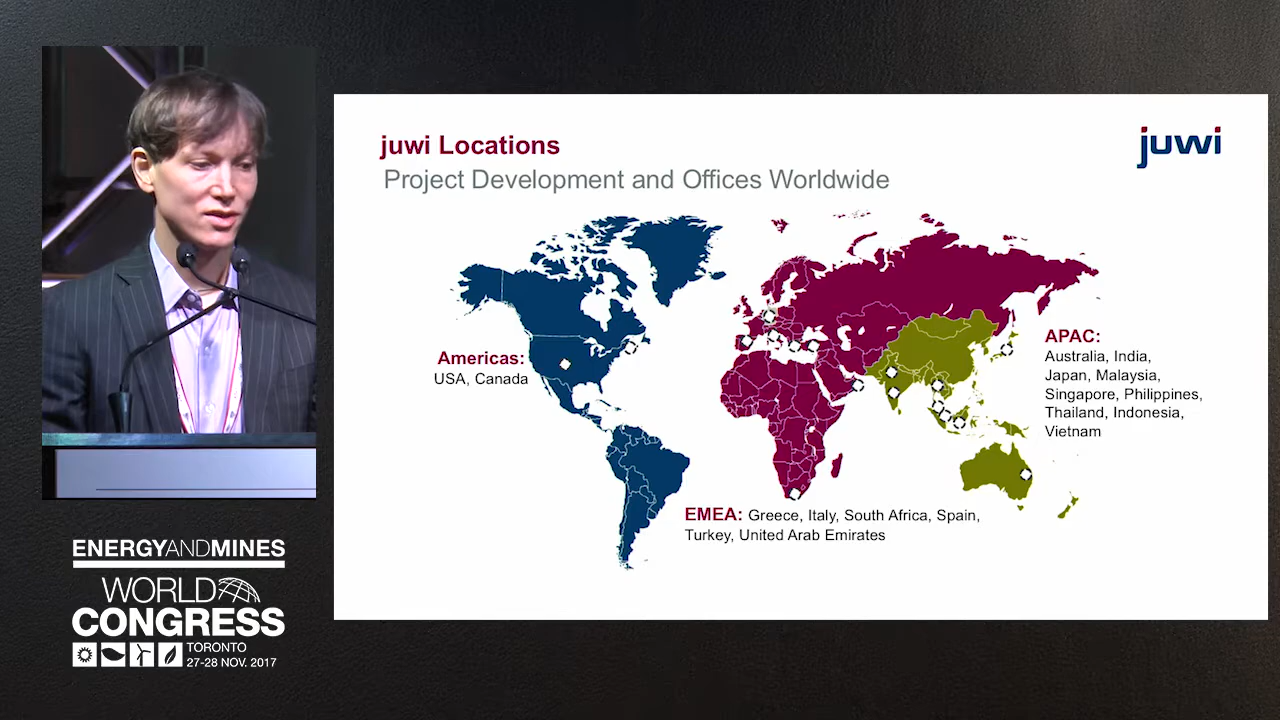 juwi Locations
juwi
Project Development and Offices Worldwide
Americas:
USA, Canada
APAC:
Australia, India,
Japan, Malaysia,
Singapore, Philippines,
Thailand, Indonesia,
Vietnam
EMEA: Greece, Italy, South Africa, Spain,
Turkey, United Arab Emirates
ENERGYANDMINES
WORLD
CONGRESS
TORONTO
27-28 NOV. 2017